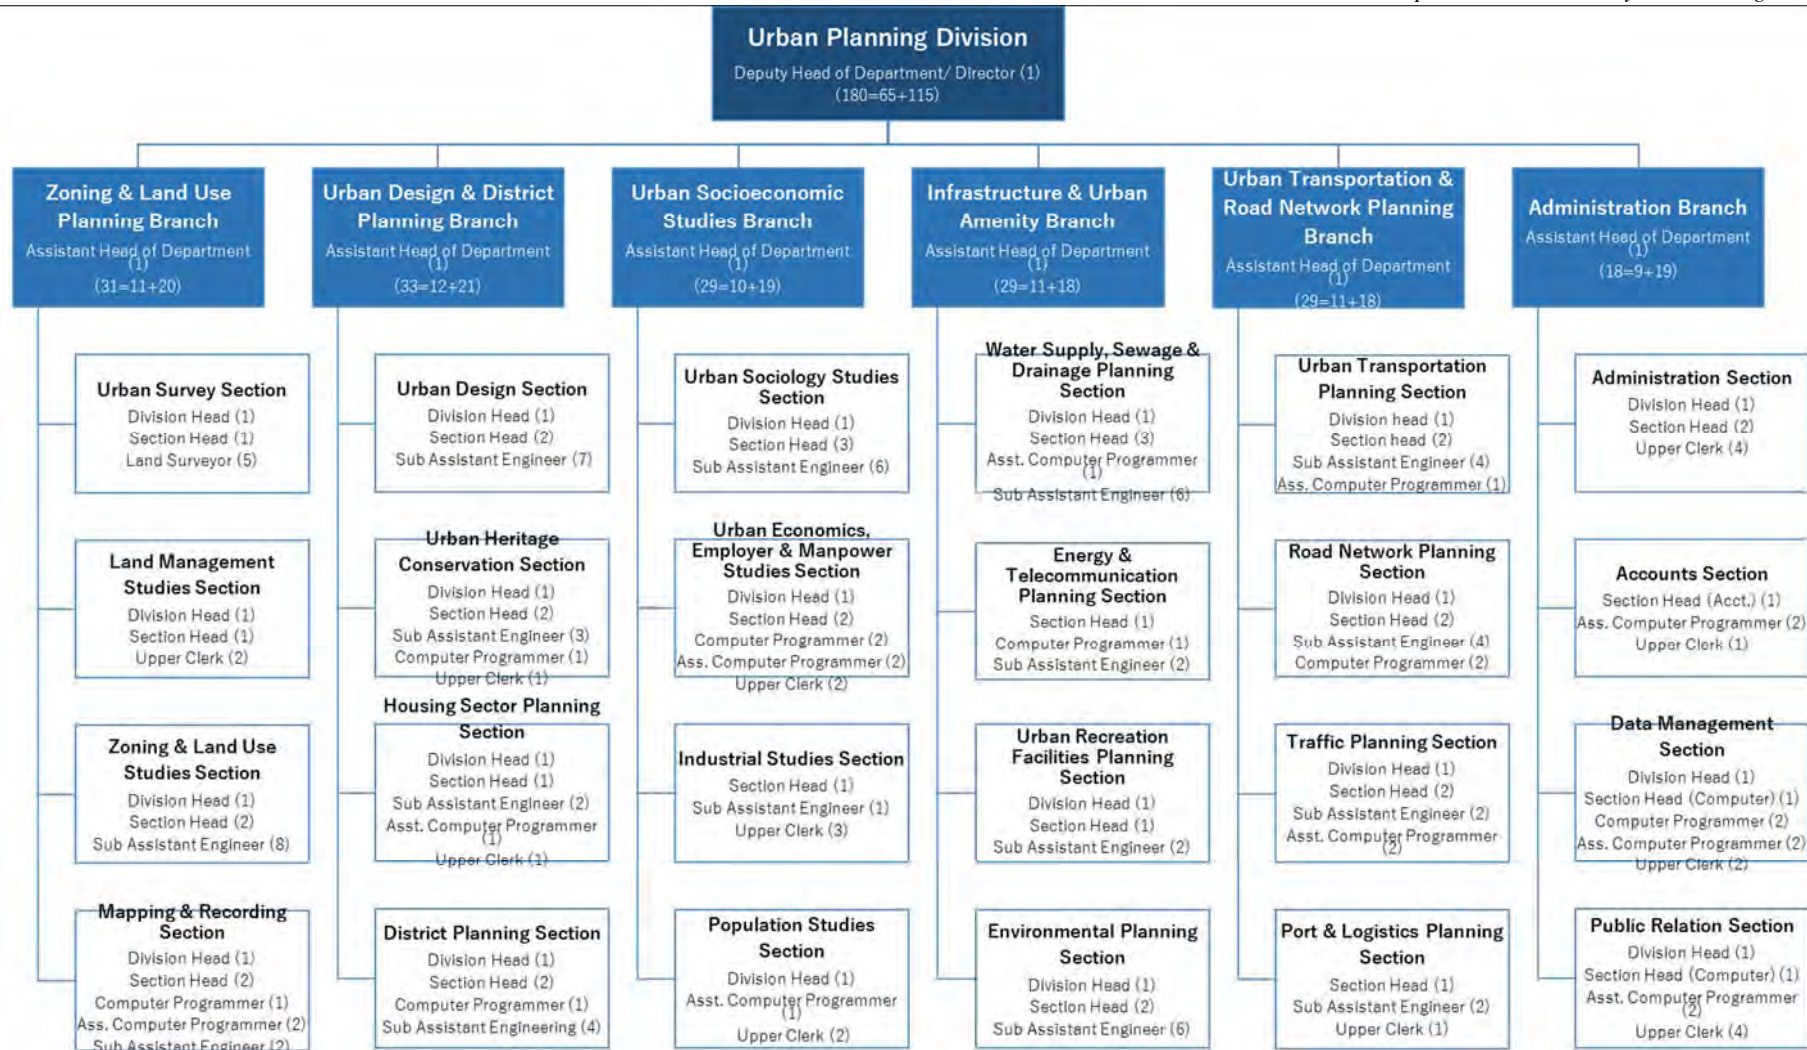 Urban Planning Division
Deputy Head of Department/ Director (1)
(180=65+115)
Zoning & Land Use
Planning Branch
Assistant Head of Department
(1)
(31=11+20)
Urban Survey Section
Division Head (1)
Section Head (1)
Land Surveyor (5)
Land Management
Studies Section
Division Head (1)
Section Head (1)
Upper Clerk (2)
Zoning & Land Use
Studies Section
Division Head (1)
Section Head (2)
Sub Assistant Engineer (8)
Mapping & Recording
Section
Division Head (1)
Section Head (2)
Computer Programmer (1)
Ass. Computer Programmer (2)
Sub Assistant Engineer (2)
Urban Design & District
Planning Branch
Assistant Head of Department
(1)
(33=12+21)
Urban Design Section
Division Head (1)
Section Head (2)
Sub Assistant Engineer (7)
Urban Heritage
Conservation Section
Division Head (1)
Section Head (2)
Sub Assistant Engineer (3)
Computer Programmer (1)
Upper Clerk (1)
Housing Sector Planning
Section
Division Head (1)
Section Head (1)
Sub Assistant Engineer (2)
Asst. Computer Programmer
(1)
Upper Clerk (1)
District Planning Section
Division Head (1)
Section Head (2)
Computer Programmer (1)
Sub Assistant Engineering (4)
Urban Socioeconomic
Studies Branch
Assistant Head of Department
(1)
(29=10+19)
Urban Sociology Studies
Section
Division Head (1)
Section Head (3)
Sub Assistant Engineer (6)
Urban Economics,
Employer & Manpower
Studies Section
Division Head (1)
Section Head (2)
Computer Programmer (2)
Ass. Computer Programmer (2)
Upper Clerk (2)
Industrial Studies Section
Section Head (1)
Sub Assistant Engineer (1)
Upper Clerk (3)
Population Studies
Section
Division Head (1)
Asst. Computer Programmer
(1)
Upper Clerk (2)
Infrastructure & Urban
Amenity Branch
Assistant Head of Department
(1)
(29=11+18)
Water Supply, Sewage &
Drainage Planning
Section
Division Head (1)
Section Head (3)
Asst. Computer Programmer
(1)
Sub Assistant Engineer (6)
Energy &
Telecommunication
Planning Section
Section Head (1)
Computer Programmer (1)
Sub Assistant Engineer (2)
Urban Recreation
Facilities Planning
Section
Division Head (1)
Section Head (1)
Sub Assistant Engineer (2)
Environmental Planning
Section
Division Head (1)
Section Head (2)
Sub Assistant Engineer (6)
Urban Transportation &
Road Network Planning
Branch
Assistant Head of Department
(1)
(29=11+18)
Urban Transportation
Planning Section
Division head (1)
Section head (2)
Sub Assistant Engineer (4)
Ass. Computer Programmer (1)
Road Network Planning
Section
Division Head (1)
Section Head (2)
Sub Assistant Engineer (4)
Computer Programmer (2)
Traffic Planning Section
Division Head (1)
Section Head (2)
Sub Assistant Engineer (2)
Asst. Computer Programmer
(2)
Port & Logistics Planning
Section
Section Head (1)
Sub Assistant Engineer (2)
Upper Clerk (1)
Administration Branch
Assistant Head of Department
(1)
(18=9+19)
Administration Section
Division Head (1)
Section Head (2)
Upper Clerk (4)
Accounts Section
Section Head (Acct.) (1)
Ass. Computer Programmer (2)
Upper Clerk (1)
Data Management
Section
Division Head (1)
Section Head (Computer) (1)
Computer Programmer (2)
Ass. Computer Programmer (2)
Upper Clerk (2)
Public Relation Section
Division Head (1)
Section Head (Computer) (1)
Asst. Computer Programmer
(2)
Upper Clerk (4)